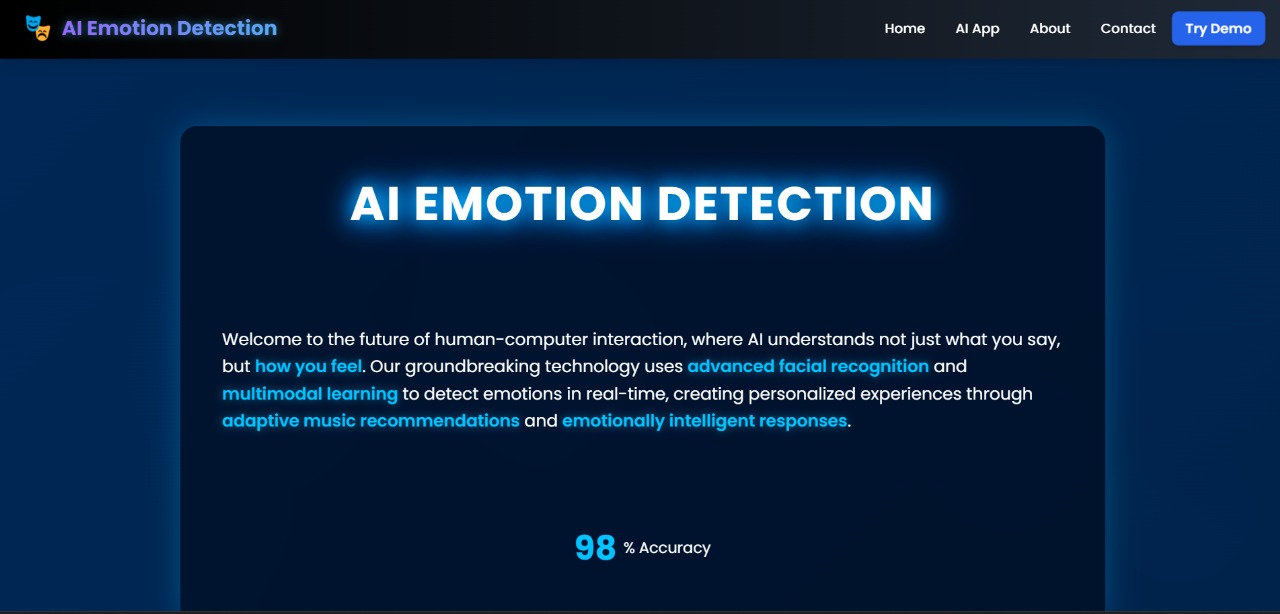 AI Emotion Detection
Home AI App About Contact Try Demo
AI EMOTION DETECTION
Welcome to the future of human-computer interaction, where AI understands not just what you say,
but how you feel. Our groundbreaking technology uses advanced facial recognition and
multimodal learning to detect emotions in real-time, creating personalized experiences through
adaptive music recommendations and emotionally intelligent responses.
98 % Accuracy